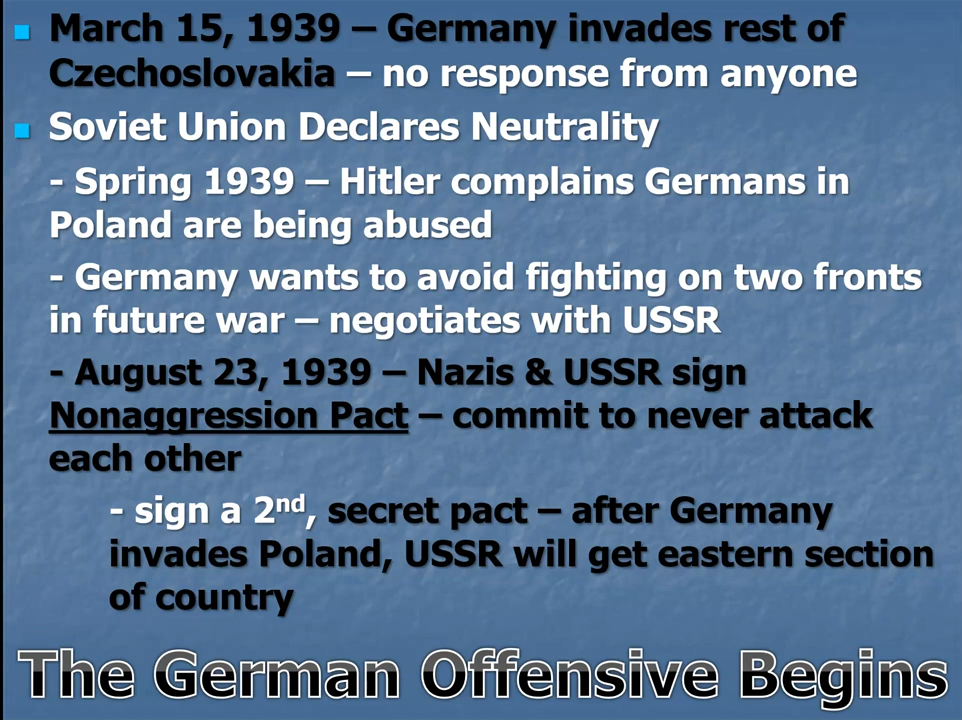 March 15, 1939 – Germany invades rest of
Czechoslovakia – no response from anyone
Soviet Union Declares Neutrality
- Spring 1939 – Hitler complains Germans in
Poland are being abused
- Germany wants to avoid fighting on two fronts
in future war – negotiates with USSR
- August 23, 1939 – Nazis & USSR sign
Nonaggression Pact – commit to never attack
each other
- sign a 2nd, secret pact – after Germany
invades Poland, USSR will get eastern section
of country
The German Offensive Begins